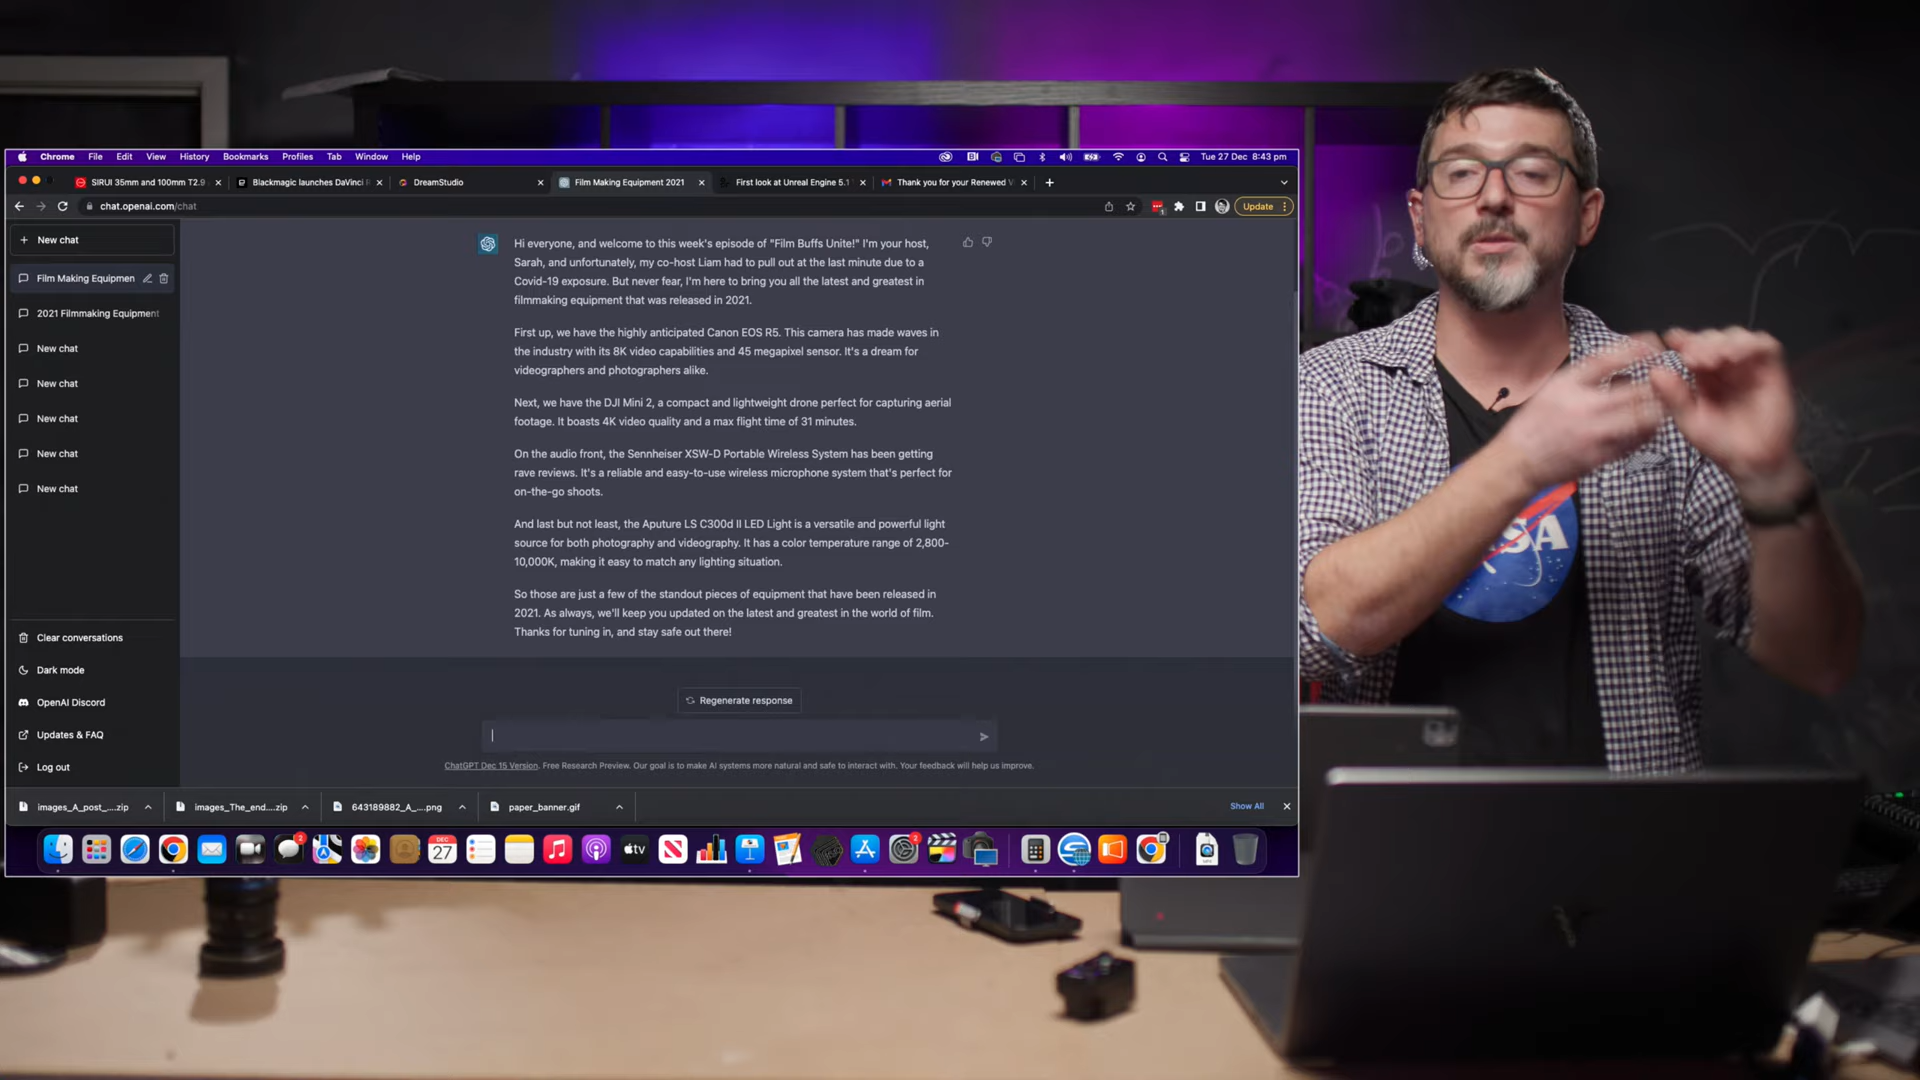 Chrome File Edit View History Bookmarks Profiles Tab Window Help
Tue 27 Dec 8:43 pm
SIRUI 35mm and 100mm T2.9
Blackmagic launches DaVinci
DreamStudio
Film Making Equipment 2021
First look at Unreal Engine 5.1
Thank you for your Renewed V
chat.openai.com/chat
Update
New chat
Film Making Equipmen
2021 Filmmaking Equipment
New chat
New chat
New chat
New chat
New chat
Clear conversations
Dark mode
OpenAI Discord
Updates & FAQ
Log out
Hi everyone, and welcome to this week's episode of "Film Buffs Unite!" I'm your host,
Sarah, and unfortunately, my co-host Liam had to pull out at the last minute due to a
Covid-19 exposure. But never fear, I'm here to bring you all the latest and greatest in
filmmaking equipment that was released in 2021.
First up, we have the highly anticipated Canon EOS R5. This camera has made waves in
the industry with its 8K video capabilities and 45 megapixel sensor. It's a dream for
videographers and photographers alike.
Next, we have the DJI Mini 2, a compact and lightweight drone perfect for capturing aerial
footage. It boasts 4K video quality and a max flight time of 31 minutes.
On the audio front, the Sennheiser XSW-D Portable Wireless System has been getting
rave reviews. It's a reliable and easy-to-use wireless microphone system that's perfect for
on-the-go shoots.
And last but not least, the Aputure LS C300d II LED Light is a versatile and powerful light
source for both photography and videography. It has a color temperature range of 2,800-
10,000K, making it easy to match any lighting situation.
So those are just a few of the standout pieces of equipment that have been released in
2021. As always, we'll keep you updated on the latest and greatest in the world of film.
Thanks for tuning in, and stay safe out there!
Regenerate response
ChatGPT Dec 15 Version. Free Research Preview. Our goal is to make AI systems more natural and safe to interact with. Your feedback will help us improve.
images_A_post_....zip
images_The_end....zip
643189882_A_....png
paper_banner.gif
Show All
2
DEC
27
tv
2
SA